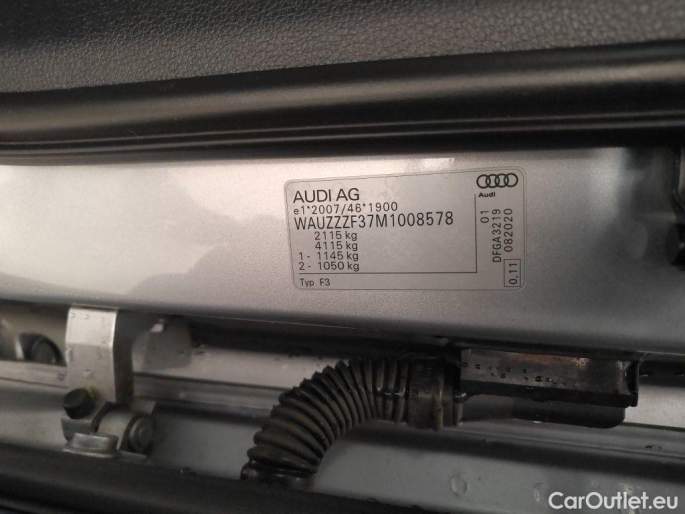 AUDI AG
e1*2007/46*1900
WAUZZZF37M1008578
2115 kg
4115 kg
1 - 1145 kg
2 - 1050 kg
Typ F3
Audi
01
DFGA3219
082020
0.11
CarOutlet.eu